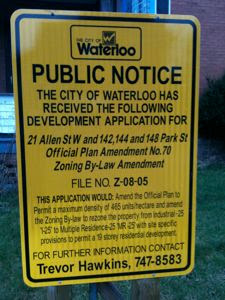 THE CITY OF
Waterloo
PUBLIC NOTICE
THE CITY OF WATERLOO HAS
RECEIVED THE FOLLOWING
DEVELOPMENT APPLICATION FOR
21 Allen St W and 142,144 and 148 Park St
Official Plan Amendment No.70
Zoning By-Law Amendment
FILE NO. Z-08-05
THIS APPLICATION WOULD: Amend the Official Plan to
Permit a maximum density of 465 units/hectare and amend
the Zoning By-law to rezone the property from Industrial -25
'I-25' to Multiple Residence-25 'MR-25' with site specific
provisions to permit a 19 storey residential development.
FOR FURTHER INFORMATION CONTACT
Trevor Hawkins, 747-8583